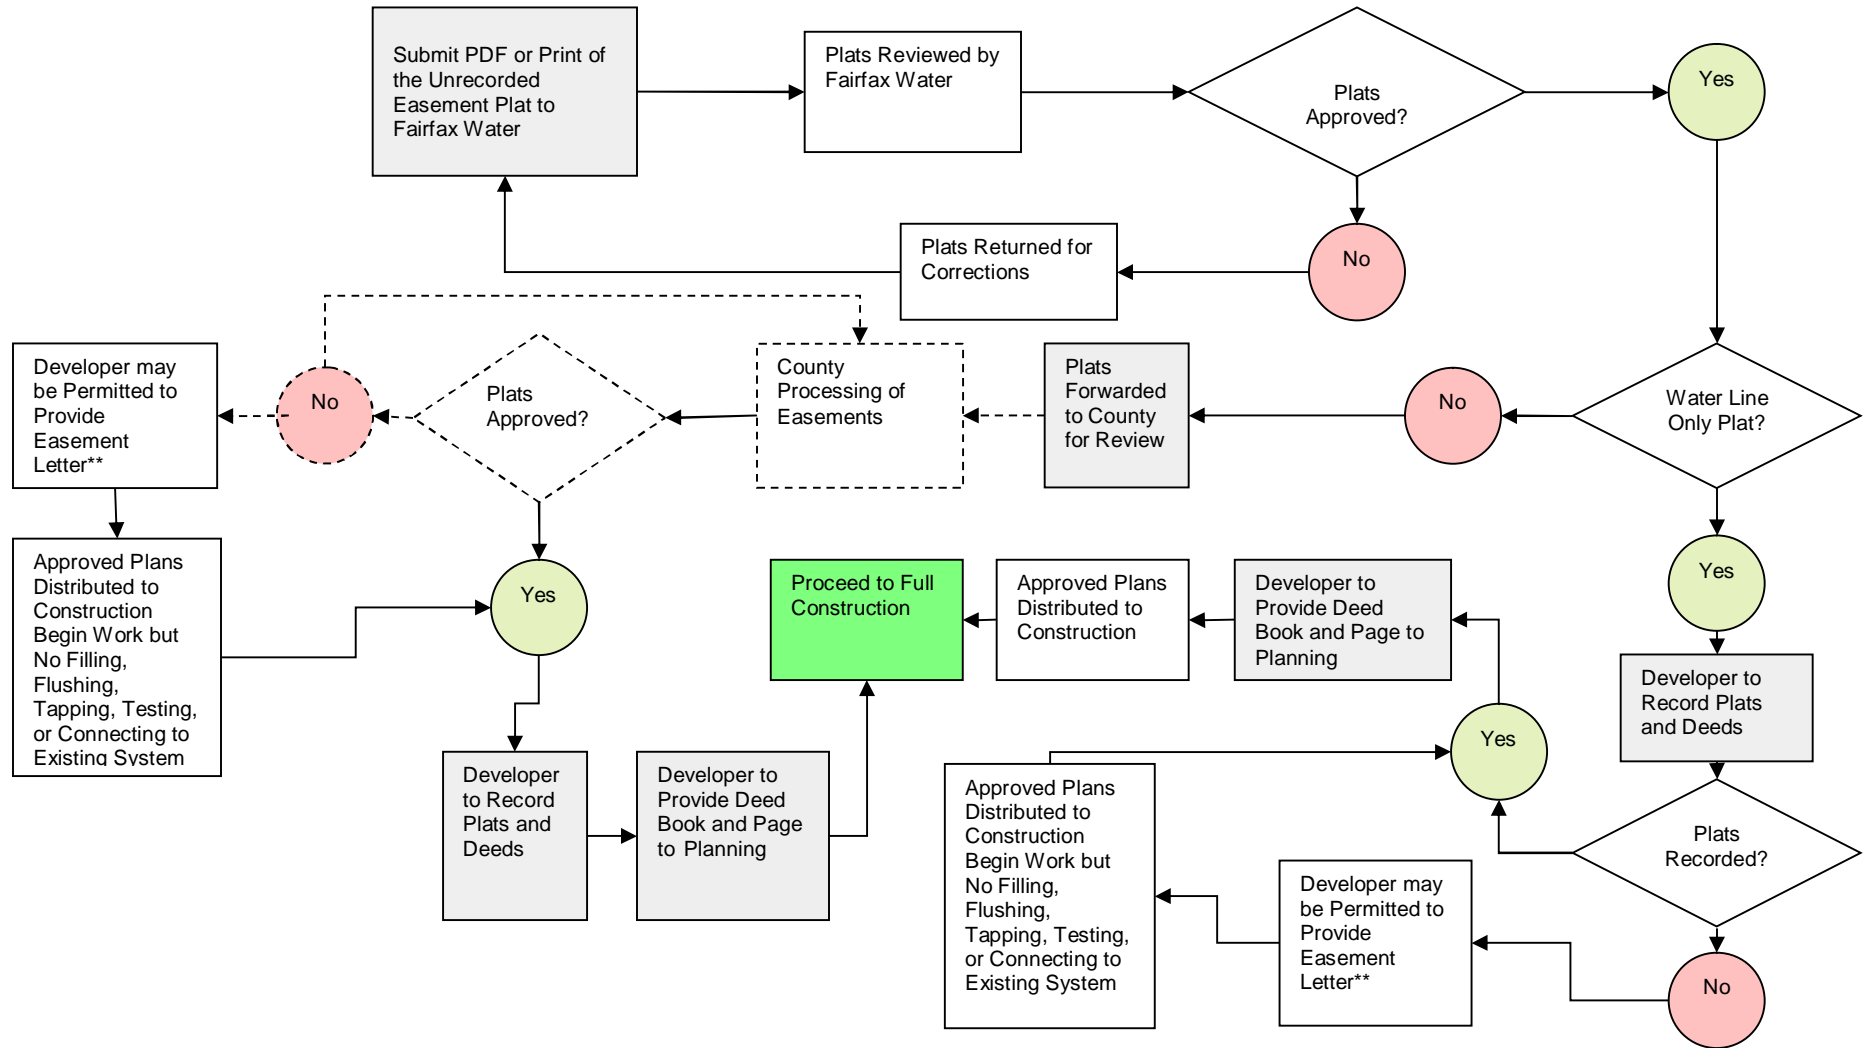 Submit PDF or Print of
the Unrecorded
Easement Plat to
Fairfax Water
Plats Reviewed by
Fairfax Water
Plats
Approved?
Yes
No
Plats Returned for
Corrections
Water Line
Only Plat?
No
Plats
Forwarded
to County
for Review
County
Processing of
Easements
Plats
Approved?
No
Developer may
be Permitted to
Provide
Easement
Letter**
Approved Plans
Distributed to
Construction
Begin Work but
No Filling,
Flushing,
Tapping, Testing,
or Connecting to
Existing System
Yes
Developer
to Record
Plats and
Deeds
Developer to
Provide Deed
Book and Page
to Planning
Proceed to Full
Construction
Approved Plans
Distributed to
Construction
Developer to
Provide Deed
Book and Page to
Planning
Yes
Yes
Developer to
Record Plats
and Deeds
Plats
Recorded?
No
Developer may
be Permitted to
Provide
Easement
Letter**
Approved Plans
Distributed to
Construction
Begin Work but
No Filling,
Flushing,
Tapping, Testing,
or Connecting to
Existing System